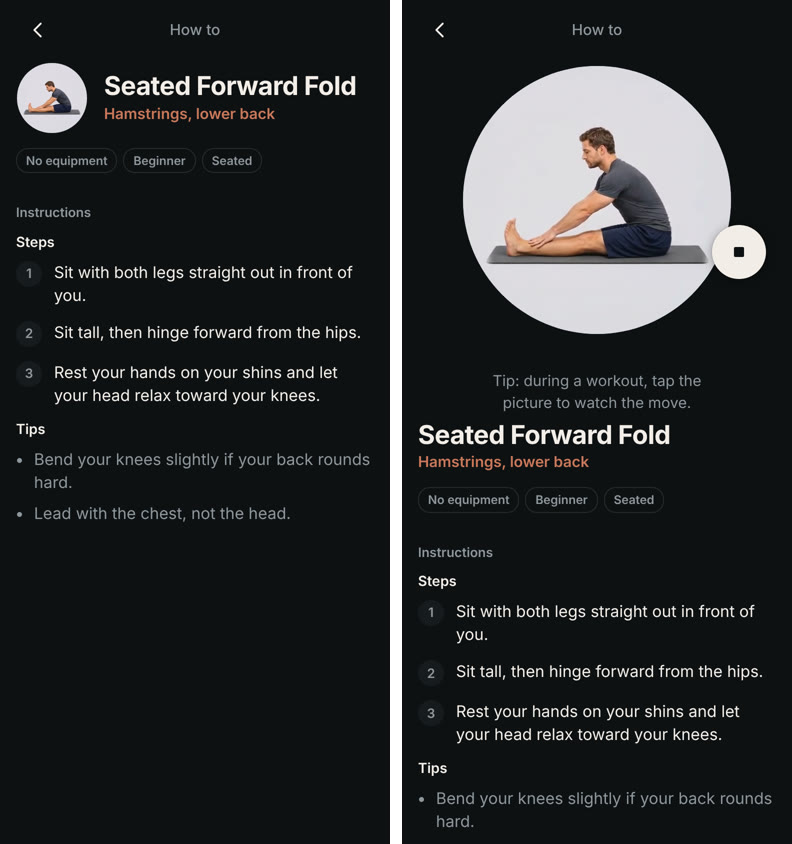 How to
Seated Forward Fold
Hamstrings, lower back
No equipment
Beginner
Seated
Instructions
Steps
1
Sit with both legs straight out in front of
you.
2
Sit tall, then hinge forward from the hips.
3
Rest your hands on your shins and let
your head relax toward your knees.
Tips
• Bend your knees slightly if your back rounds
hard.
• Lead with the chest, not the head.
How to
Tip: during a workout, tap the
picture to watch the move.
Seated Forward Fold
Hamstrings, lower back
No equipment
Beginner
Seated
Instructions
Steps
1
Sit with both legs straight out in front of
you.
2
Sit tall, then hinge forward from the hips.
3
Rest your hands on your shins and let
your head relax toward your knees.
Tips
• Bend your knees slightly if your back rounds
hard.